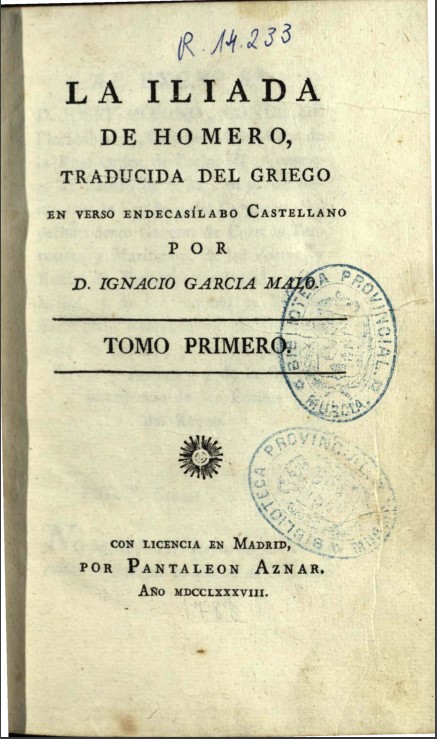 R. 14.233
LA ILIADA
DE HOMERO,
TRADUCIDA DEL GRIEGO
EN VERSO ENDECASÍLABO CASTELLANO
POR
D. IGNACIO GARCIA MALO.
TOMO PRIMERO.
BIBLIOTECA PROVINCIAL.
MURCIA.
BIBLIOTECA PROVINCIAL
CON LICENCIA EN MADRID,
POR PANTALEON AZNAR.
AÑO MDCCLXXXVIII.